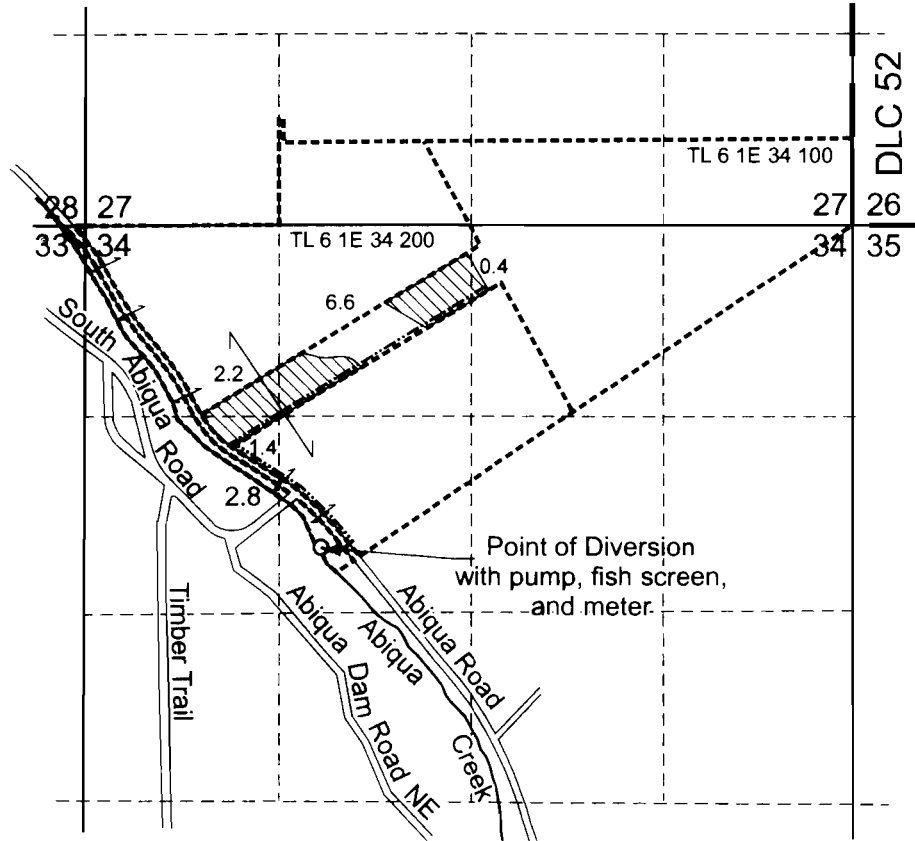 DLC 52
TL 6 1E 34 100
28 27
33 34
27 26
34 35
TL 6 1E 34 200
0.4
6.6
2.2
1.4
2.8
South Abiqua Road
Point of Diversion
with pump, fish screen,
and meter
Timber Trail
Abiqua Dam Road NE
Abiqua Creek
Abiqua Road